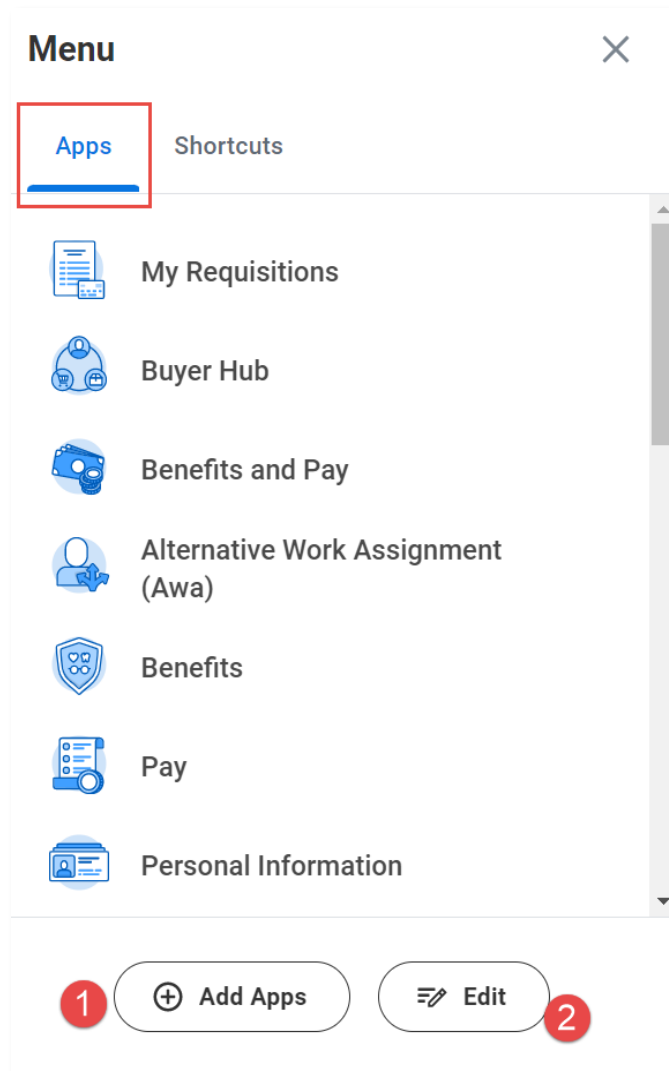 Menu
Apps
Shortcuts
My Requisitions
Buyer Hub
Benefits and Pay
Alternative Work Assignment
(Awa)
Benefits
Pay
Personal Information
1
Add Apps
Edit
2